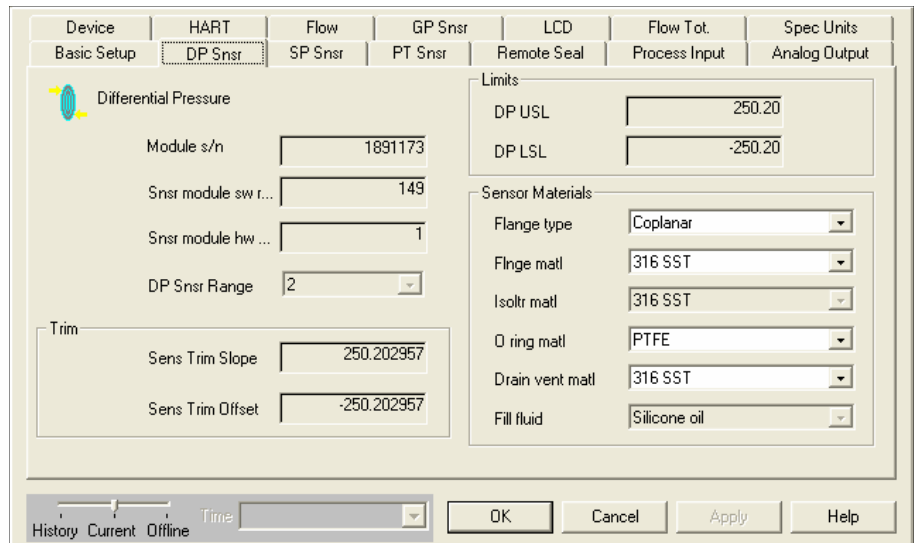 Device HART Flow GP Snsr LCD Flow Tot. Spec Units
Basic Setup DP Snsr SP Snsr PT Snsr Remote Seal Process Input Analog Output
Differential Pressure
Module s/n 1891173
Snsr module sw r... 149
Snsr module hw ... 1
DP Snsr Range 2
Trim
Sens Trim Slope 250.202957
Sens Trim Offset -250.202957
Limits
DP USL 250.20
DP LSL -250.20
Sensor Materials
Flange type Coplanar
Flnge matl 316 SST
Isoltr matl 316 SST
O ring matl PTFE
Drain vent matl 316 SST
Fill fluid Silicone oil
History Current Offline Time
OK Cancel Apply Help